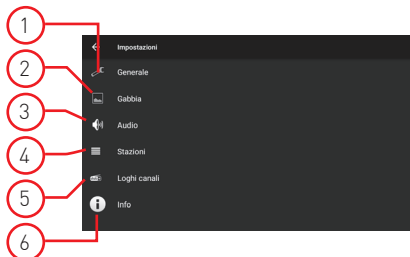 1
Impostazioni
2
Generale
Gabbia
3
Audio
4
Stazioni
5
Loghi canali
Info
6